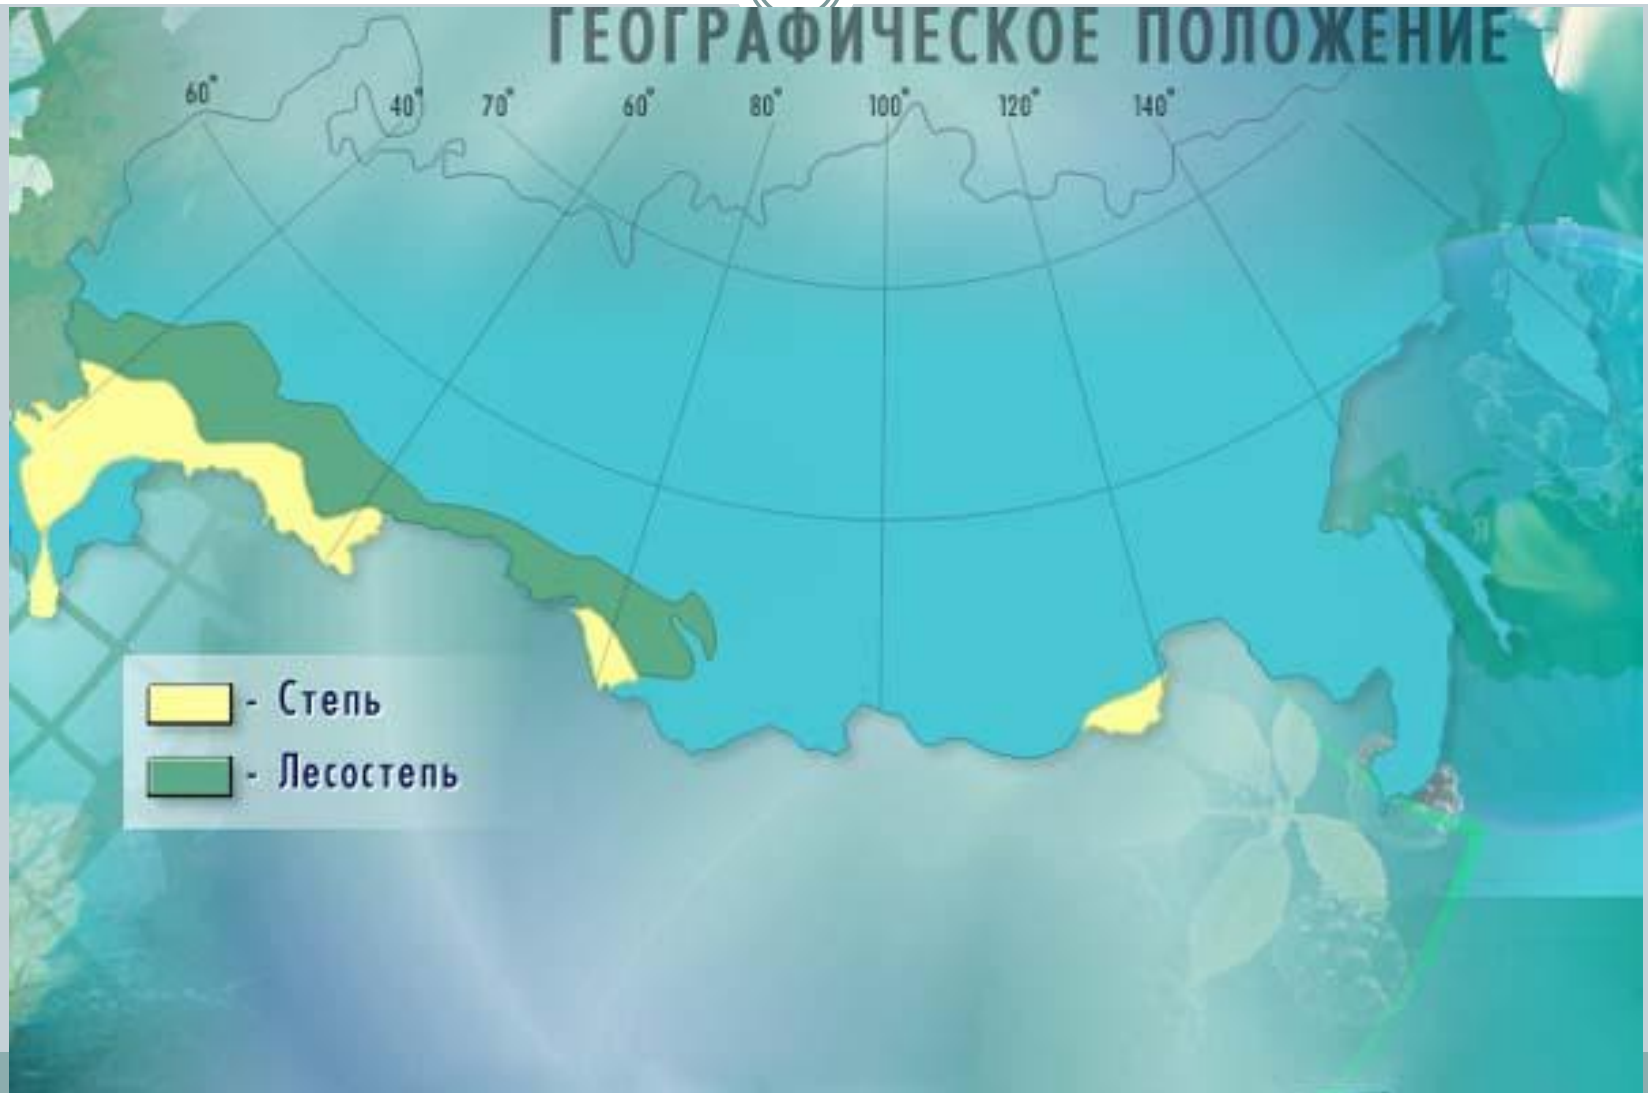 ГЕОГРАФИЧЕСКОЕ ПОЛОЖЕНИЕ
60° 40° 70° 60° 80° 100° 120° 140°
- Степь
- Лесостепь